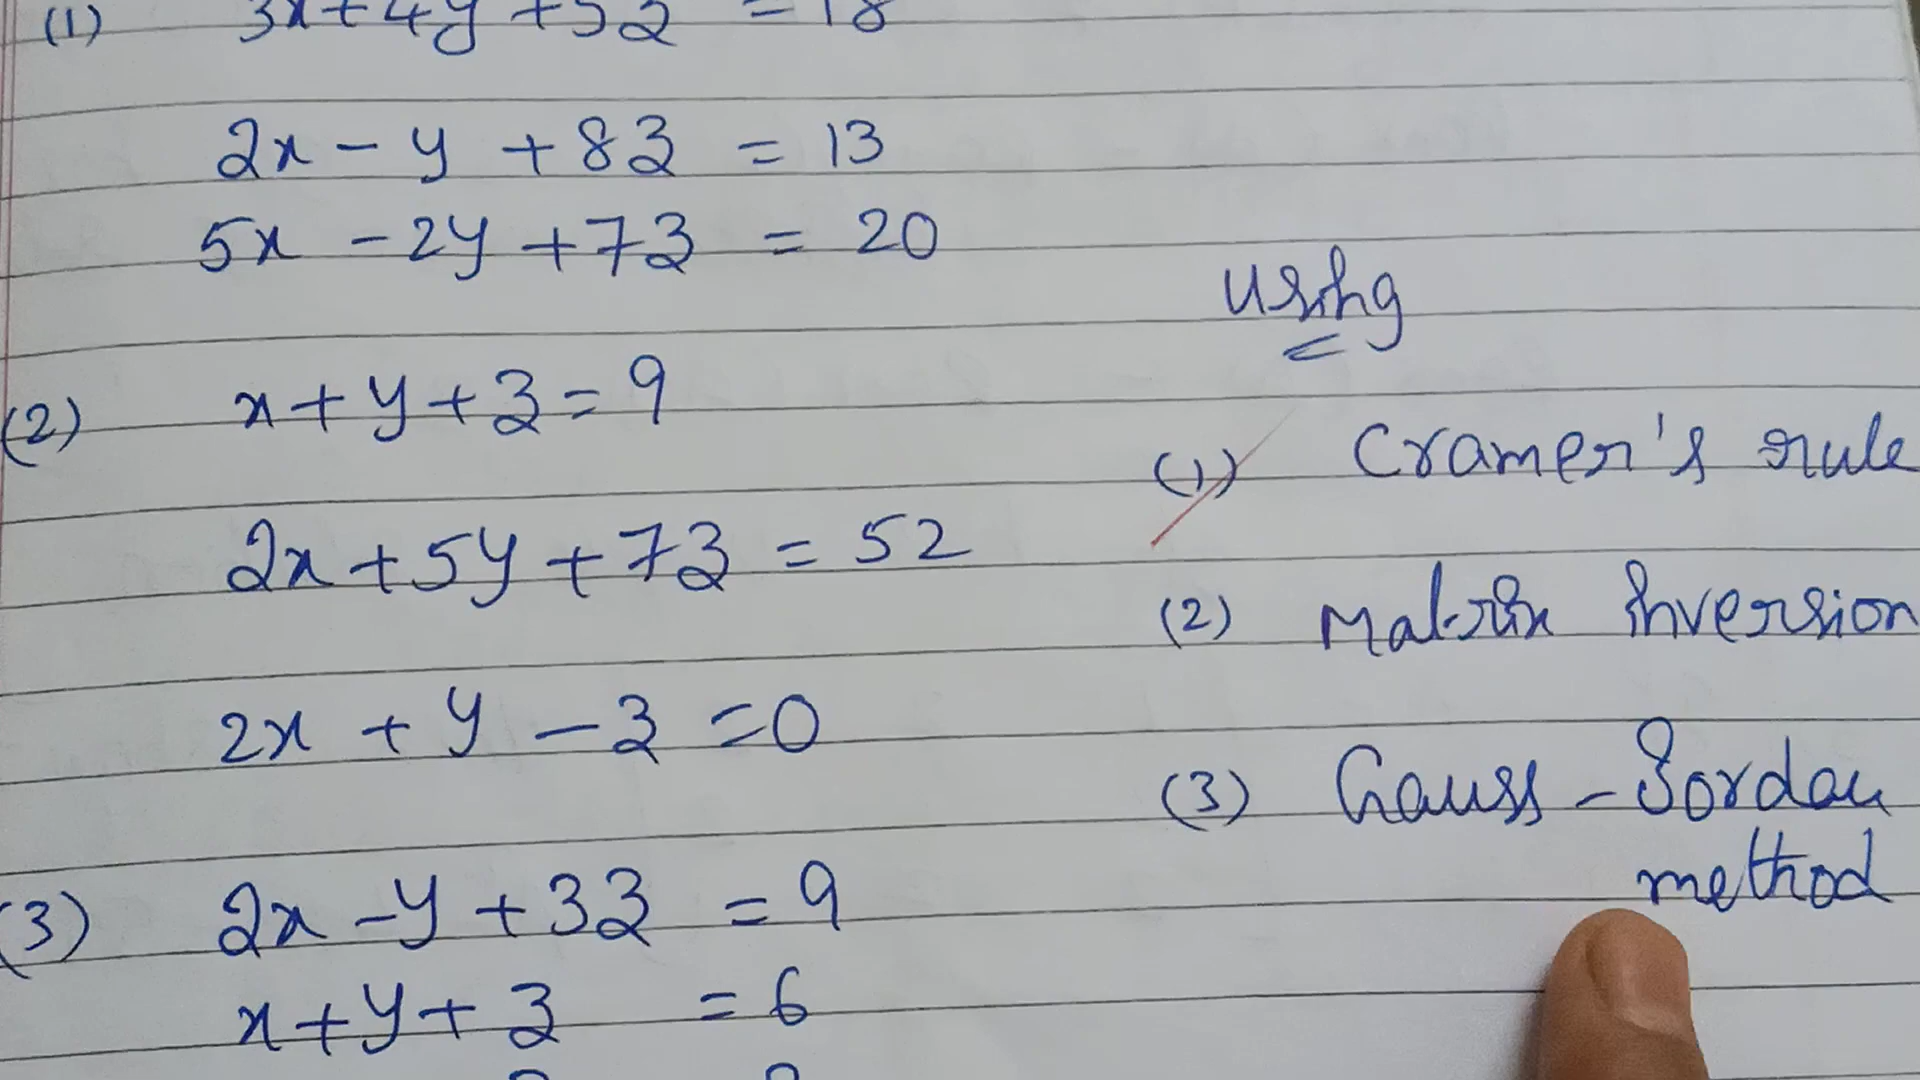 (1) 3x + 4y + 5z = 18
2x - y + 8z = 13
5x - 2y + 7z = 20
using
(2) x + y + z = 9
(1) Cramer's rule
2x + 5y + 7z = 52
(2) Matrix inversion
2x + y - z = 0
(3) Gauss - Jordan
method
(3) 2x - y + 3z = 9
x + y + z = 6